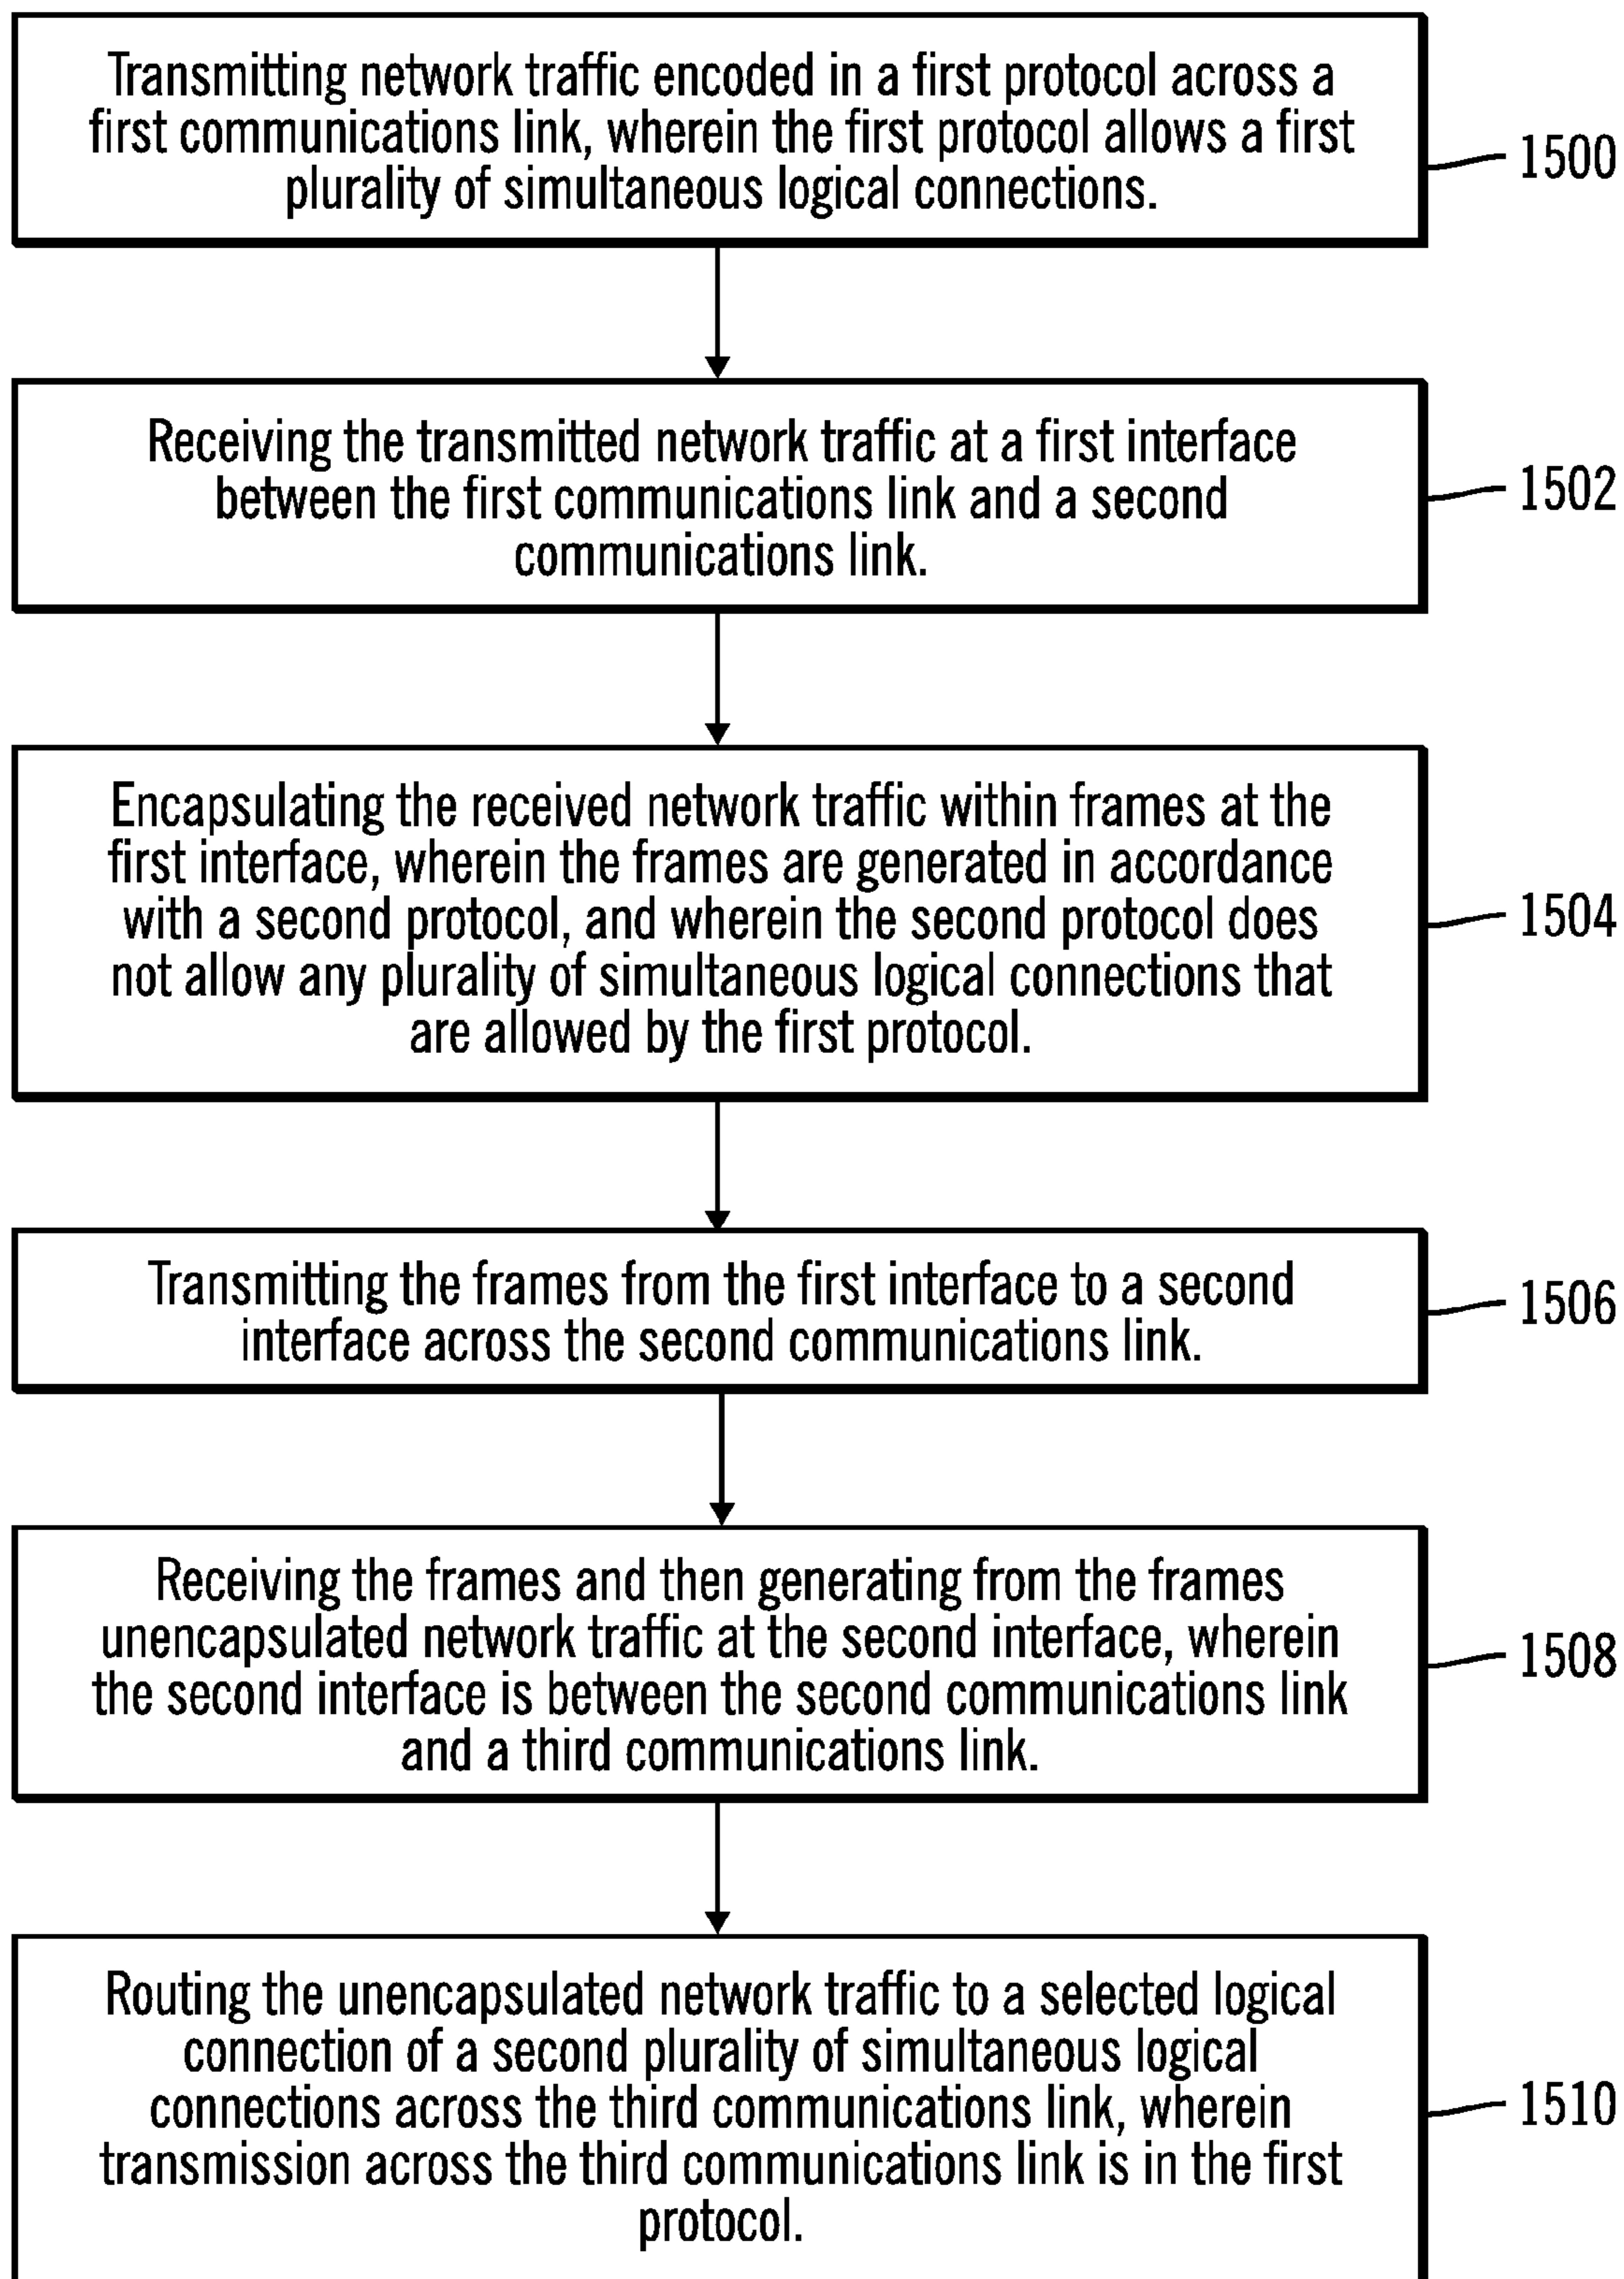 Transmitting network traffic encoded in a first protocol across a
first communications link, wherein the first protocol allows a first
plurality of simultaneous logical connections.
1500
Receiving the transmitted network traffic at a first interface
between the first communications link and a second
communications link.
1502
Encapsulating the received network traffic within frames at the
first interface, wherein the frames are generated in accordance
with a second protocol, and wherein the second protocol does
not allow any plurality of simultaneous logical connections that
are allowed by the first protocol.
1504
Transmitting the frames from the first interface to a second
interface across the second communications link.
1506
Receiving the frames and then generating from the frames
unencapsulated network traffic at the second interface, wherein
the second interface is between the second communications link
and a third communications link.
1508
Routing the unencapsulated network traffic to a selected logical
connection of a second plurality of simultaneous logical
connections across the third communications link, wherein
transmission across the third communications link is in the first
protocol.
1510